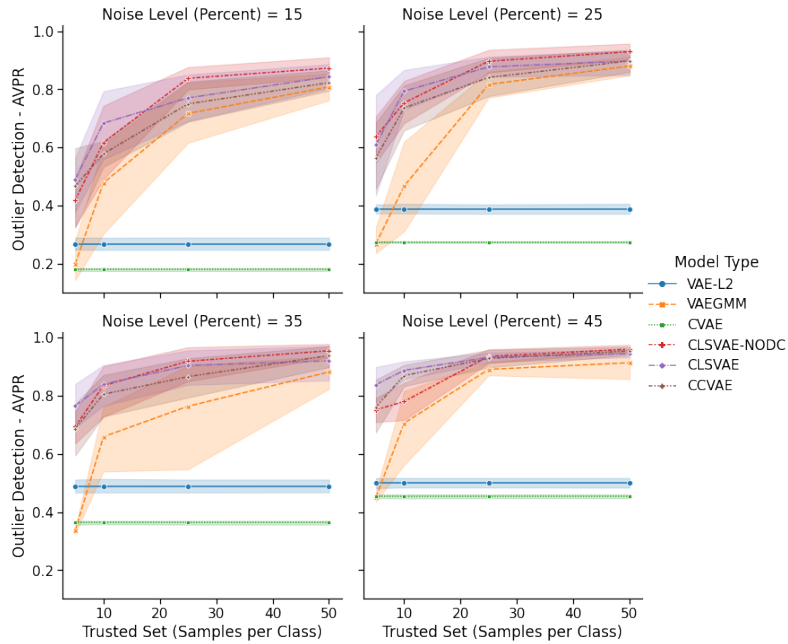 Noise Level (Percent) = 15
Noise Level (Percent) = 25
1.0
0.8
0.6
0.4
0.2
Outlier Detection - AVPR
Noise Level (Percent) = 35
Noise Level (Percent) = 45
1.0
0.8
0.6
0.4
0.2
Outlier Detection - AVPR
10 20 30 40 50
10 20 30 40 50
Trusted Set (Samples per Class)
Trusted Set (Samples per Class)
Model Type
VAE-L2
VAEGMM
CVAE
CLSVAE-NODC
CLSVAE
CCVAE